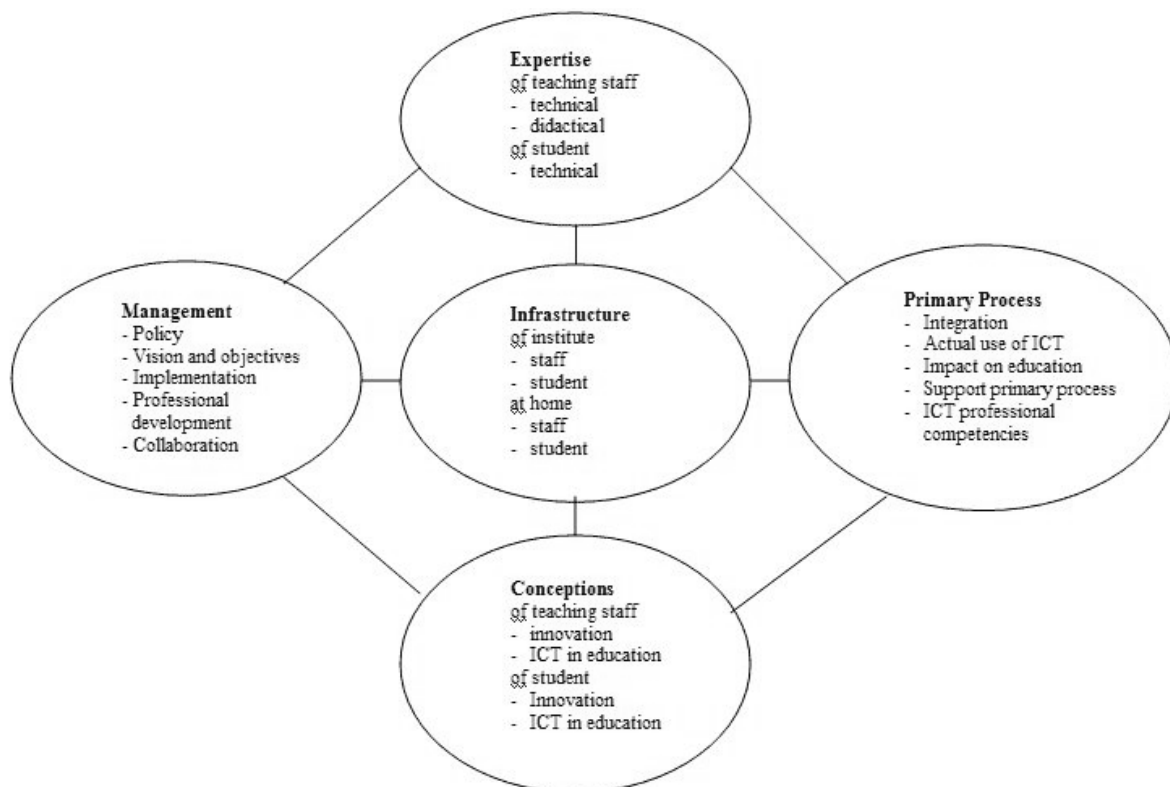 Expertise
of teaching staff
- technical
- didactical
of student
- technical
Management
- Policy
- Vision and objectives
- Implementation
- Professional
development
- Collaboration
Infrastructure
of institute
- staff
- student
at home
- staff
- student
Primary Process
- Integration
- Actual use of ICT
- Impact on education
- Support primary process
- ICT professional
competencies
Conceptions
of teaching staff
- innovation
- ICT in education
of student
- Innovation
- ICT in education